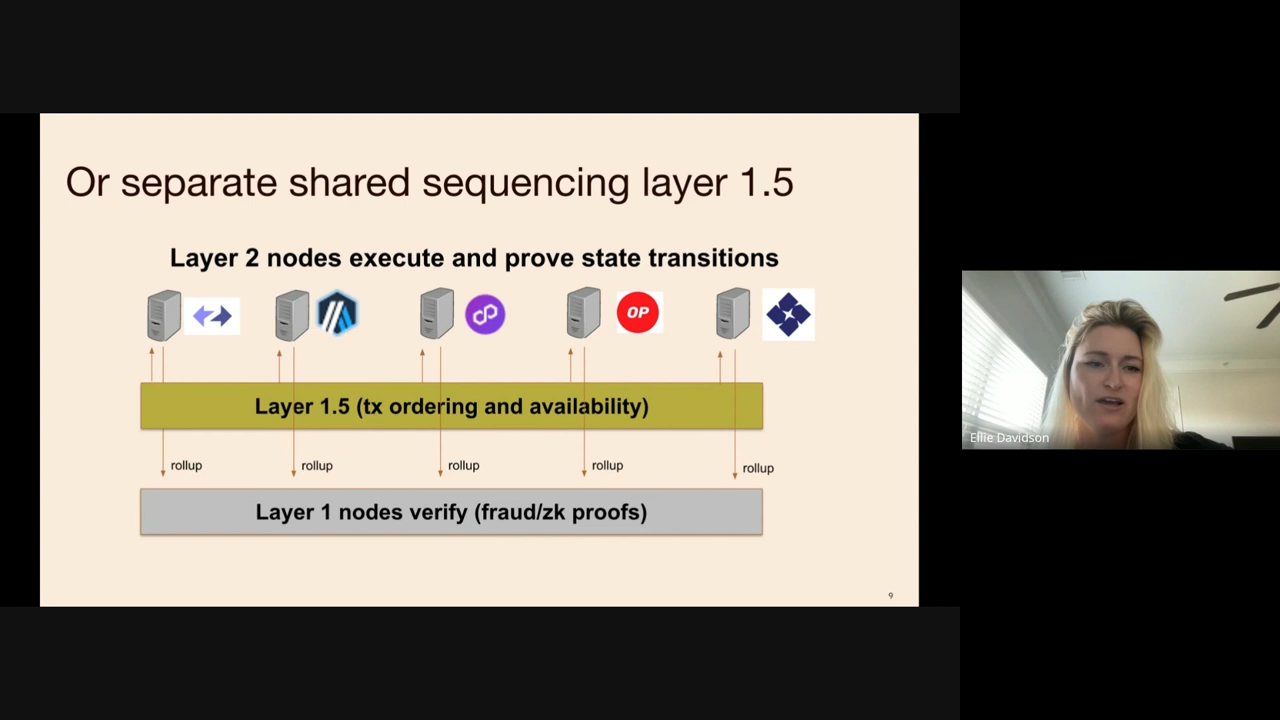 Or separate shared sequencing layer 1.5
Layer 2 nodes execute and prove state transitions
OP
Layer 1.5 (tx ordering and availability)
rollup
rollup
rollup
rollup
rollup
Layer 1 nodes verify (fraud/zk proofs)
9
Ellie Davidson